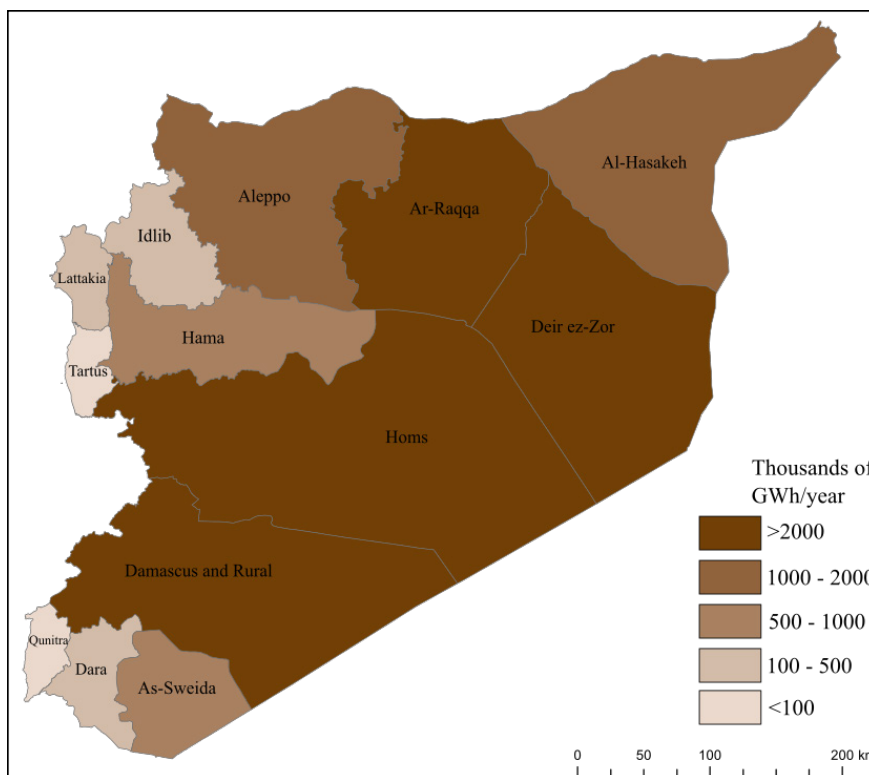 Al-Hasakeh
Aleppo
Ar-Raqqa
Idlib
Lattakia
Deir ez-Zor
Hama
Tartus
Homs
Thousands of
GWh/year
>2000
1000 - 2000
500 - 1000
100 - 500
<100
Damascus and Rural
Qunitra
Dara
As-Sweida
0 50 100 200 km